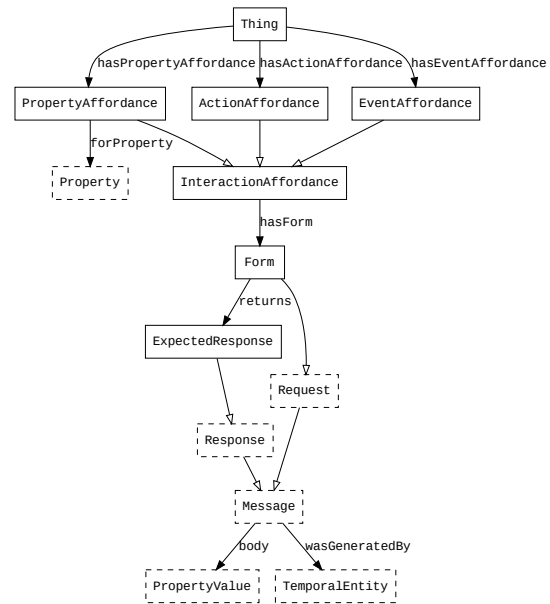 Thing
hasPropertyAffordance hasActionAffordance hasEventAffordance
PropertyAffordance ActionAffordance EventAffordance
forProperty
Property InteractionAffordance
hasForm
Form
returns
ExpectedResponse
Request
Response
Message
body wasGeneratedBy
PropertyValue TemporalEntity